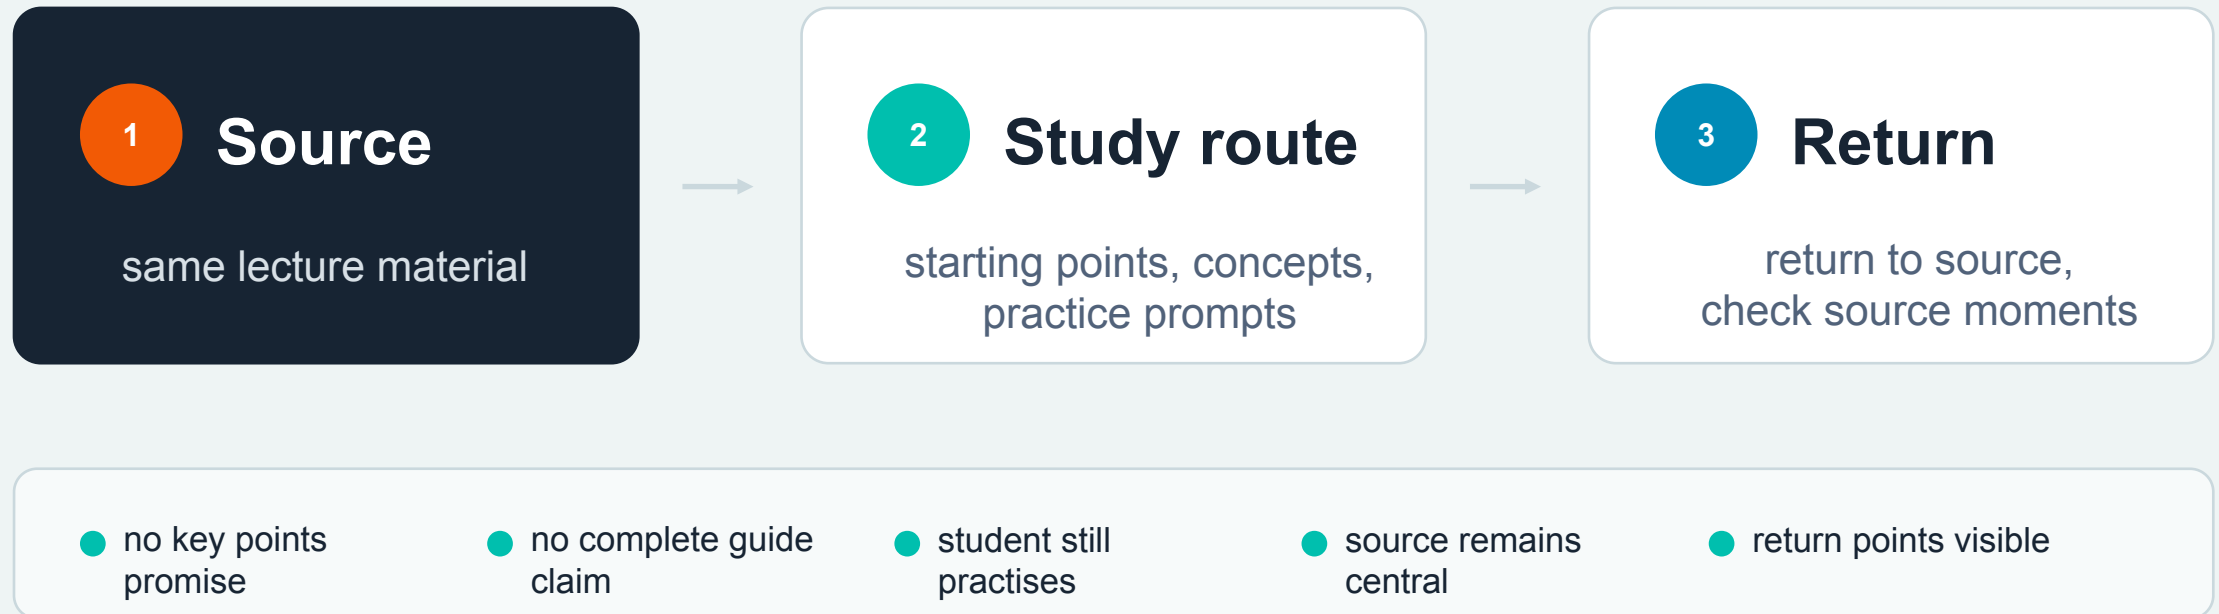 1
Source
same lecture material
2
Study route
starting points, concepts,
practice prompts
3
Return
return to source,
check source moments
no key points
promise
no complete guide
claim
student still
practises
source remains
central
return points visible